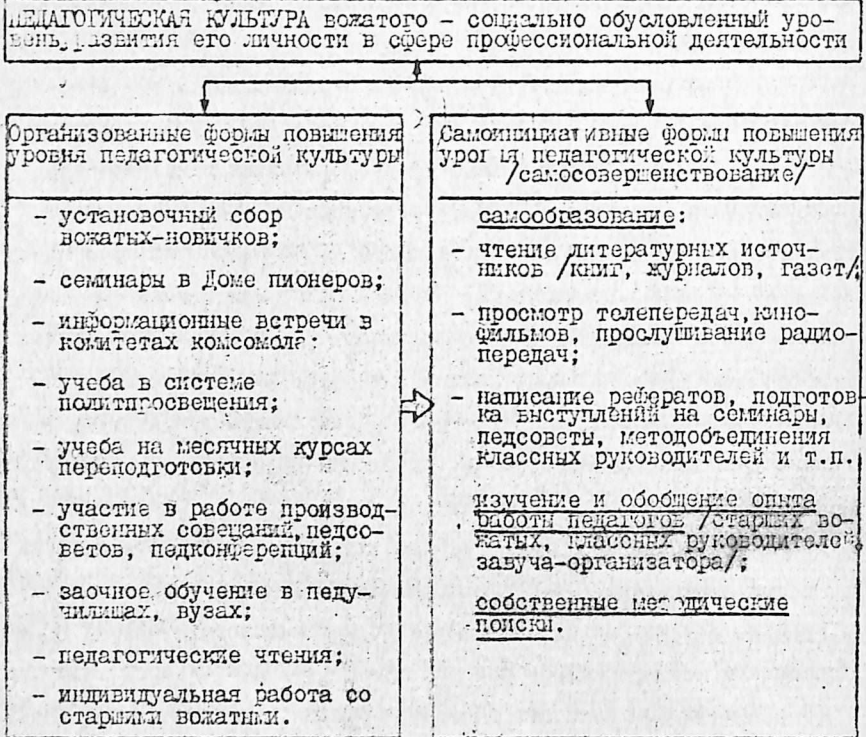 ПЕДАГОГИЧЕСКАЯ КУЛЬТУРА вожатого – социально обусловленный уро-
вень развития его личности в сфере профессиональной деятельности
Организованные формы повышения
уровня педагогической культуры
– установочный сбор
вожатых-новичков;
– семинары в Доме пионеров;
– информационные встречи в
комитетах комсомола:
– учеба в системе
политпросвещения;
– учеба на месячных курсах
переподготовки;
– участие в работе производ-
ственных совещаний, педсо-
ветов, педконференций;
– заочное обучение в педу-
чилищах, вузах;
– педагогические чтения;
– индивидуальная работа со
старшими вожатыми.
Самоинициативные формы повышения
уровня педагогической культуры
/самосовершенствование/
самообразование:
– чтение литературных источ-
ников /книг, журналов, газет/;
– просмотр телепередач, кино-
фильмов, прослушивание радио-
передач;
– написание рефератов, подготов-
ка выступлений на семинары,
педсоветы, методобъединения
классных руководителей и т.п.
изучение и обобщение опыта
работы педагогов /старших во-
жатых, классных руководителей,
завуча-организатора/;
собственные методические
поиски.